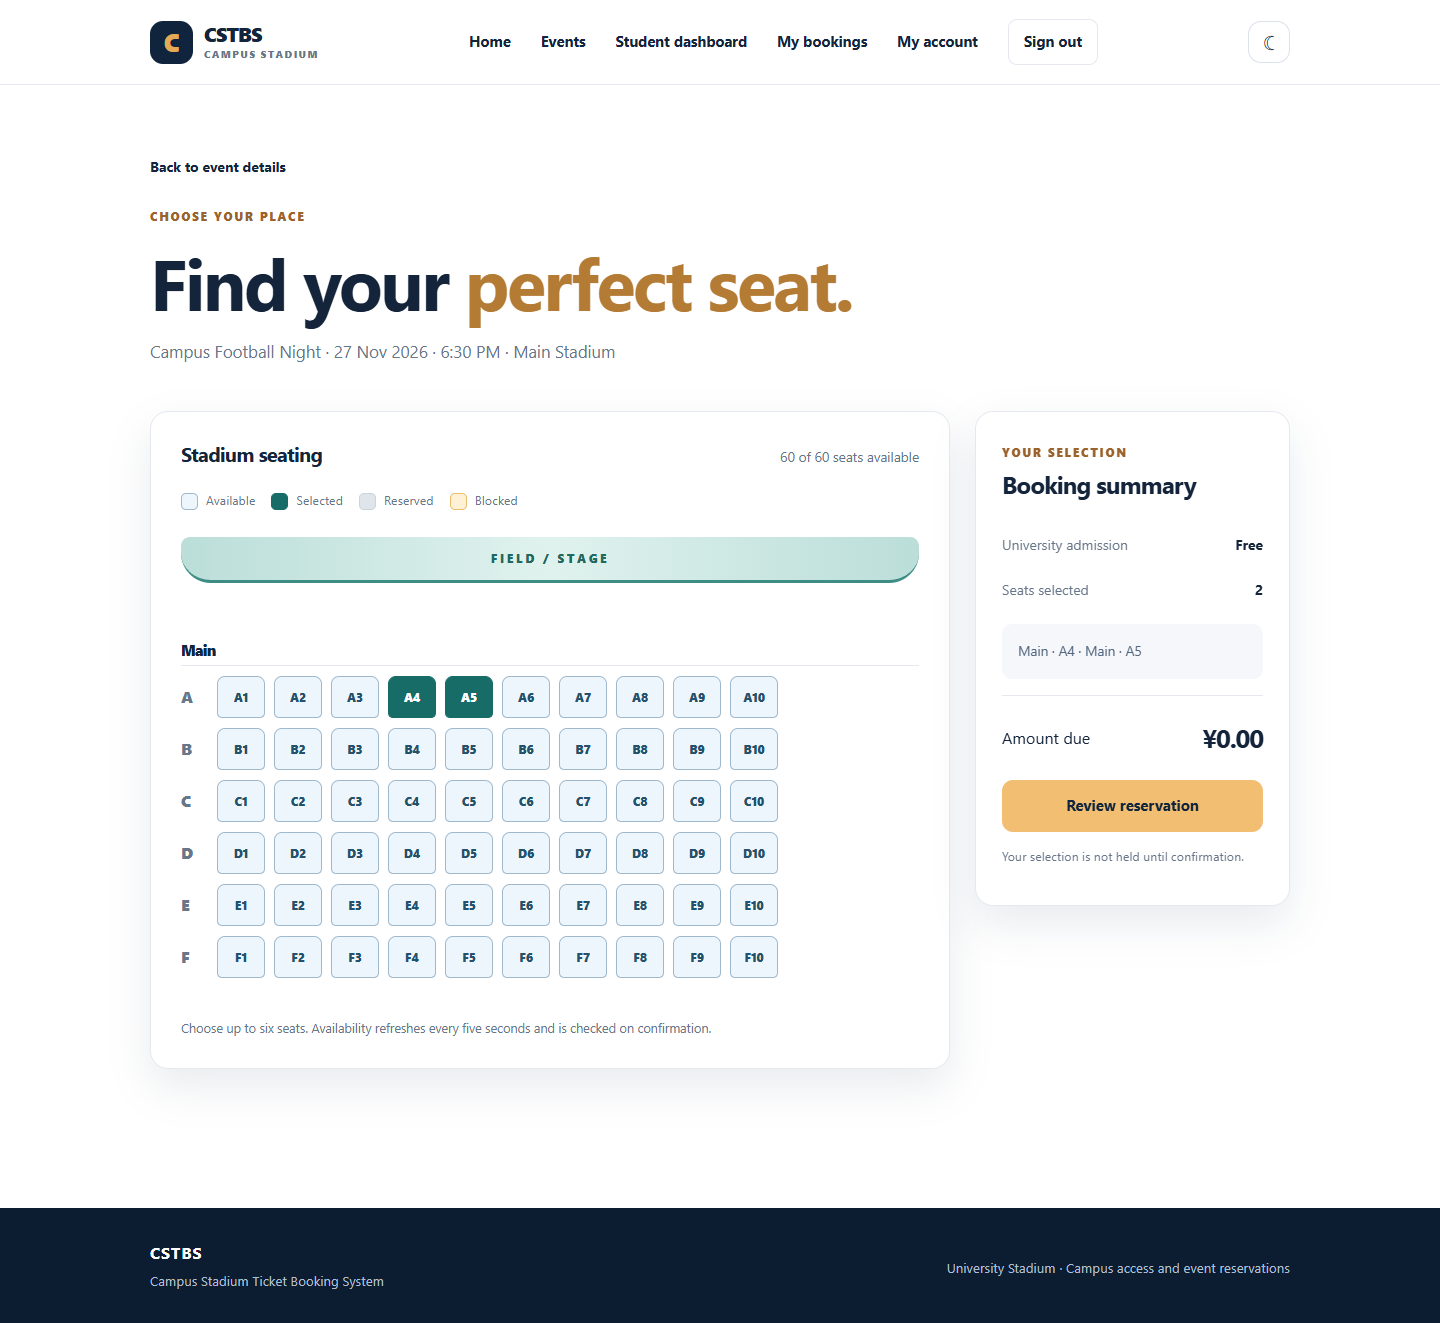 C
CSTBS
CAMPUS STADIUM
Home Events Student dashboard My bookings My account Sign out
Back to event details
CHOOSE YOUR PLACE
Find your perfect seat.
Campus Football Night · 27 Nov 2026 · 6:30 PM · Main Stadium
Stadium seating
60 of 60 seats available
Available Selected Reserved Blocked
FIELD / STAGE
Main
A A1 A2 A3 A4 A5 A6 A7 A8 A9 A10
B B1 B2 B3 B4 B5 B6 B7 B8 B9 B10
C C1 C2 C3 C4 C5 C6 C7 C8 C9 C10
D D1 D2 D3 D4 D5 D6 D7 D8 D9 D10
E E1 E2 E3 E4 E5 E6 E7 E8 E9 E10
F F1 F2 F3 F4 F5 F6 F7 F8 F9 F10
Choose up to six seats. Availability refreshes every five seconds and is checked on confirmation.
YOUR SELECTION
Booking summary
University admission Free
Seats selected 2
Main · A4 · Main · A5
Amount due ¥0.00
Review reservation
Your selection is not held until confirmation.
CSTBS
Campus Stadium Ticket Booking System
University Stadium · Campus access and event reservations